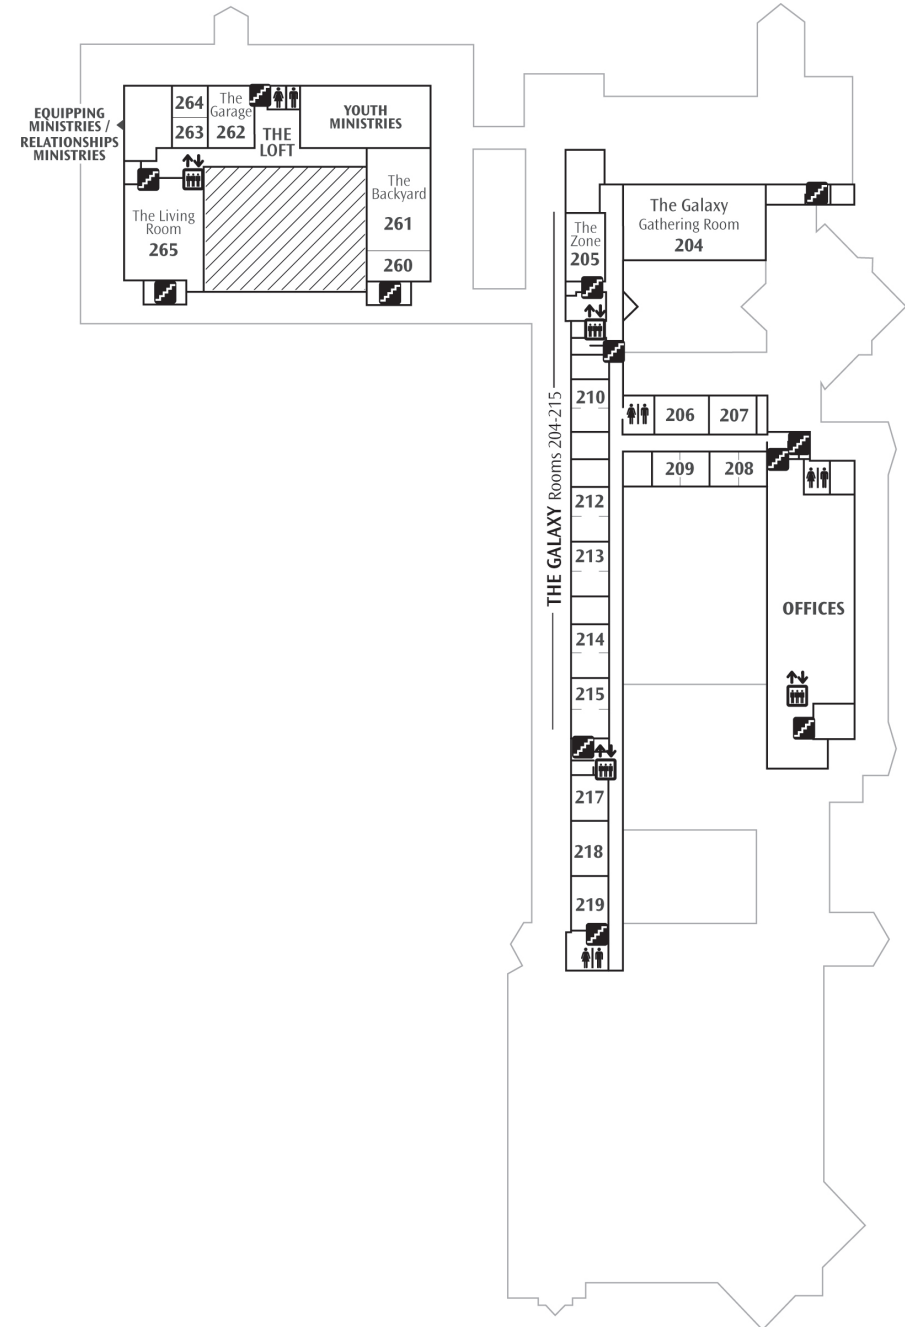 EQUIPPING
MINISTRIES /
RELATIONSHIPS
MINISTRIES
264
263
The
Garage
262
THE
LOFT
YOUTH
MINISTRIES
The
Backyard
261
260
The Living
Room
265
The
Zone
205
The Galaxy
Gathering Room
204
THE GALAXY Rooms 204-215
210
206
207
209
208
212
213
214
215
217
218
219
OFFICES